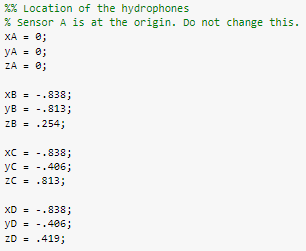 %% Location of the hydrophones
% Sensor A is at the origin. Do not change this.
xA = 0;
yA = 0;
zA = 0;
xB = -.838;
yB = -.813;
zB = .254;
xC = -.838;
yC = -.406;
zC = .813;
xD = -.838;
yD = -.406;
zD = .419;